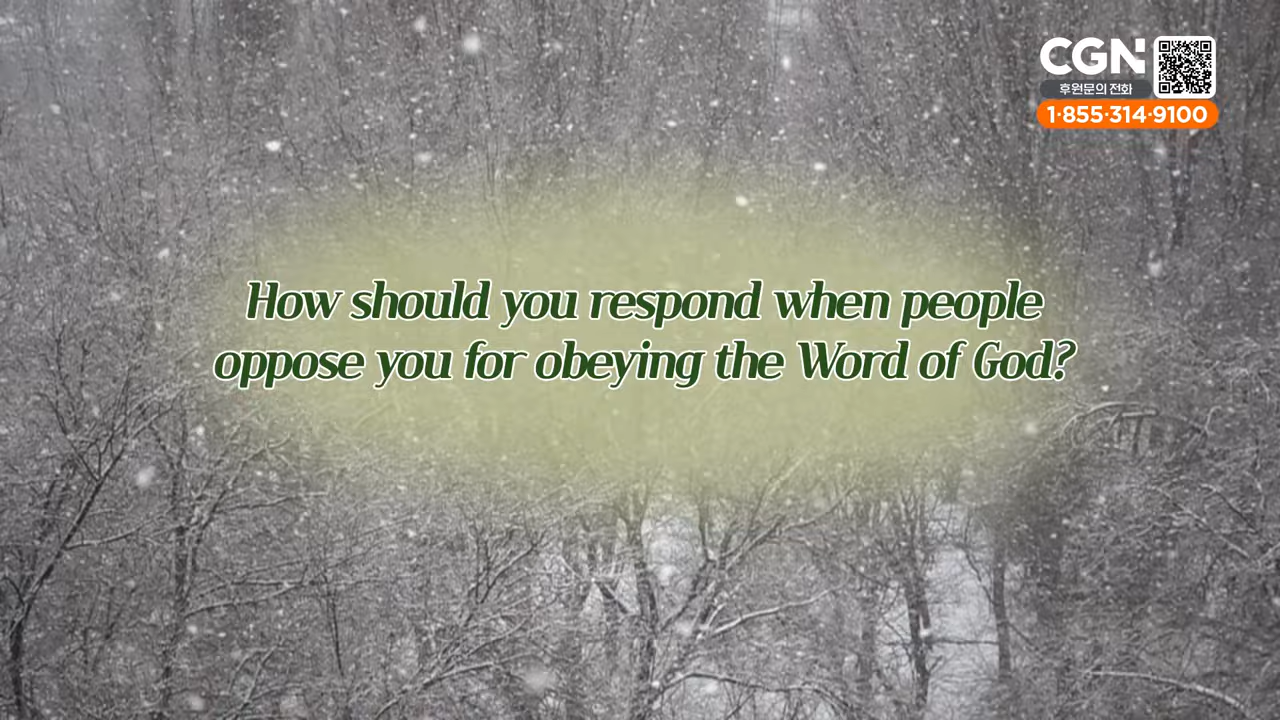 CGN
후원문의 전화
1·855·314·9100
How should you respond when people
oppose you for obeying the Word of God?